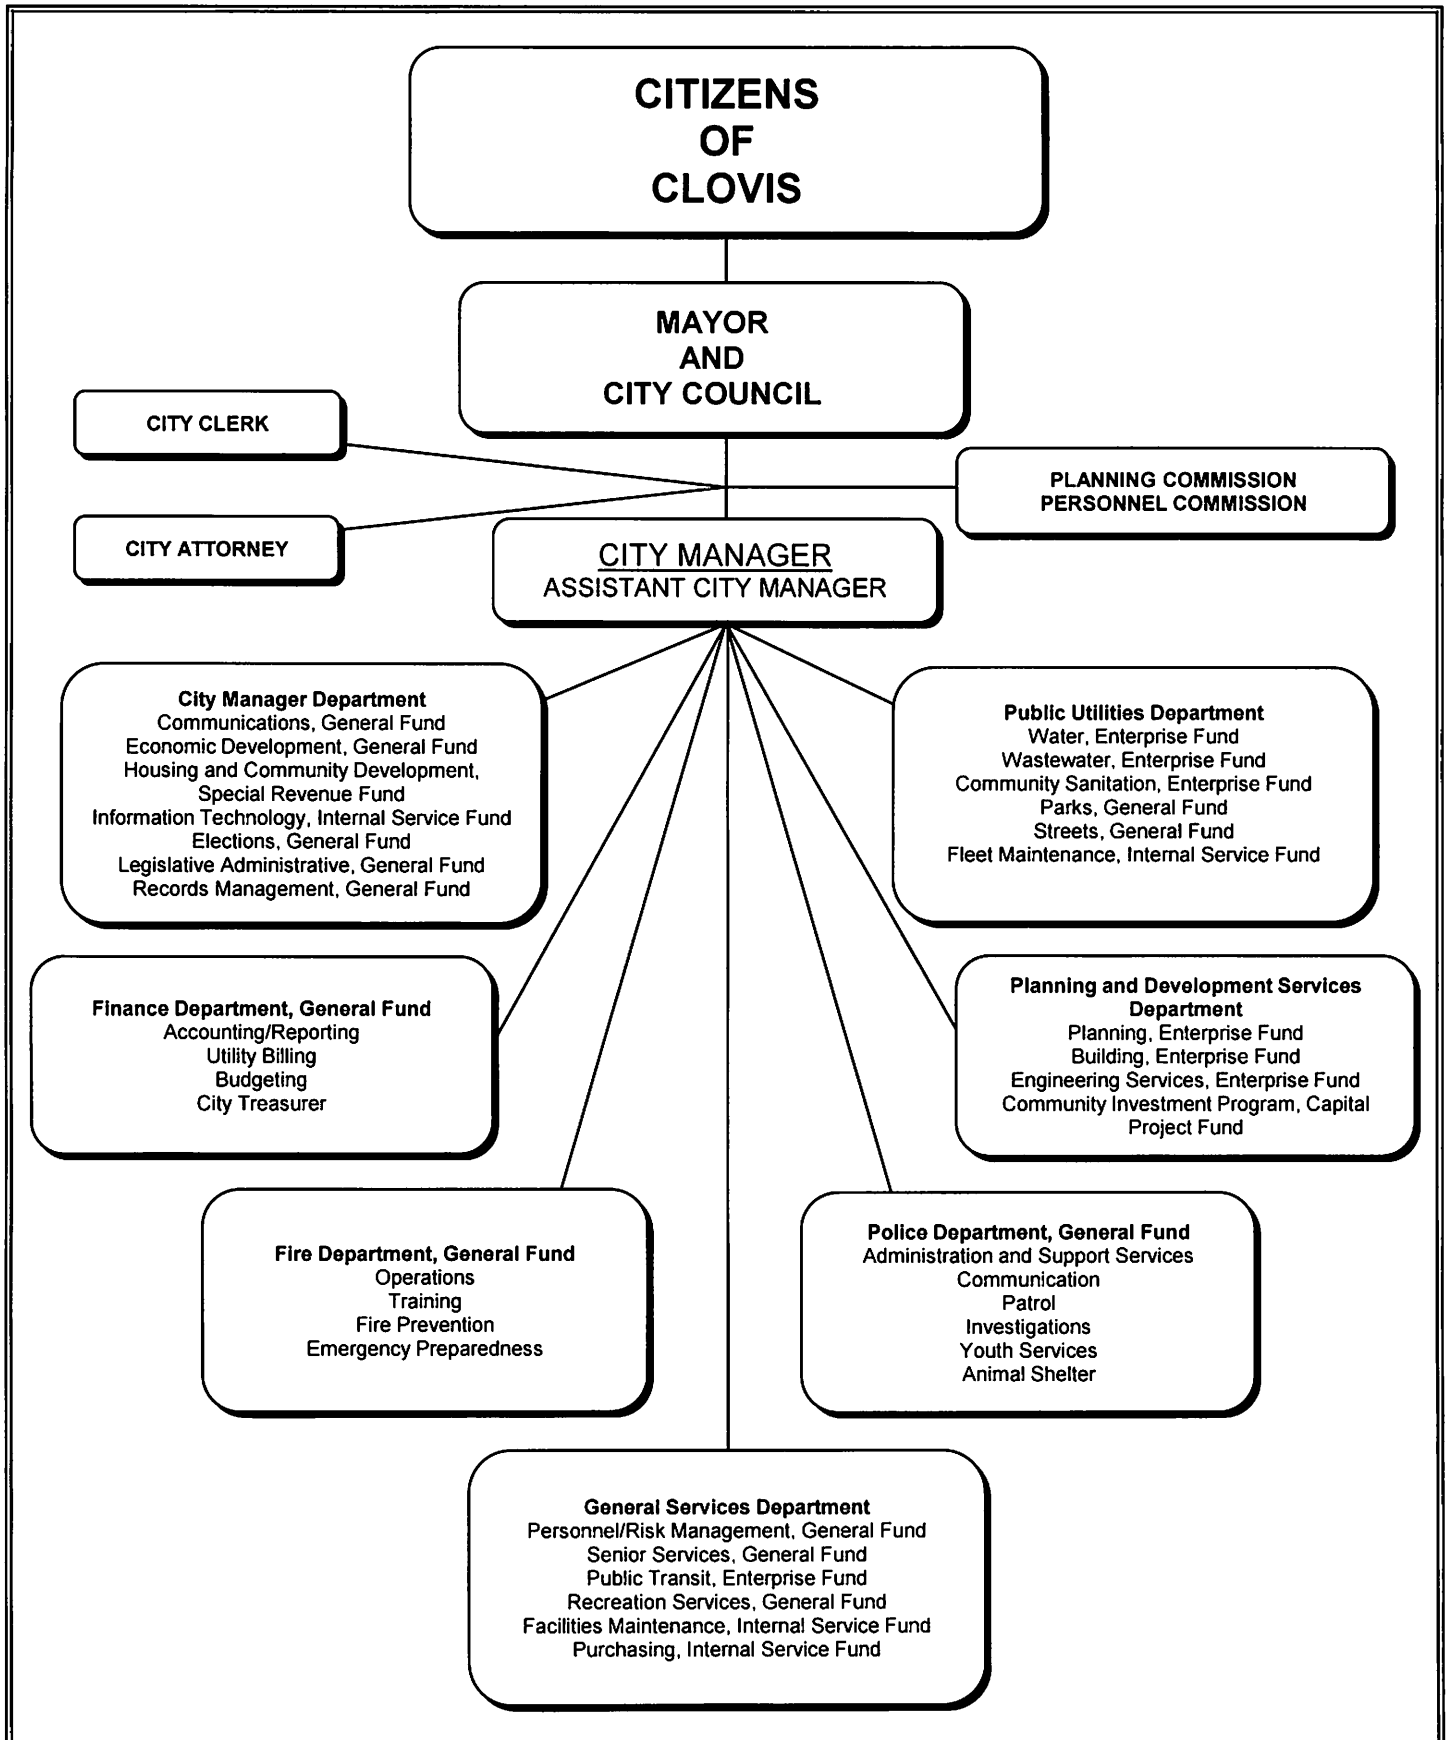 CITIZENS
OF
CLOVIS
MAYOR
AND
CITY COUNCIL
CITY CLERK
PLANNING COMMISSION
PERSONNEL COMMISSION
CITY ATTORNEY
CITY MANAGER
ASSISTANT CITY MANAGER
City Manager Department
Communications, General Fund
Economic Development, General Fund
Housing and Community Development,
Special Revenue Fund
Information Technology, Internal Service Fund
Elections, General Fund
Legislative Administrative, General Fund
Records Management, General Fund
Public Utilities Department
Water, Enterprise Fund
Wastewater, Enterprise Fund
Community Sanitation, Enterprise Fund
Parks, General Fund
Streets, General Fund
Fleet Maintenance, Internal Service Fund
Finance Department, General Fund
Accounting/Reporting
Utility Billing
Budgeting
City Treasurer
Planning and Development Services
Department
Planning, Enterprise Fund
Building, Enterprise Fund
Engineering Services, Enterprise Fund
Community Investment Program, Capital
Project Fund
Fire Department, General Fund
Operations
Training
Fire Prevention
Emergency Preparedness
Police Department, General Fund
Administration and Support Services
Communication
Patrol
Investigations
Youth Services
Animal Shelter
General Services Department
Personnel/Risk Management, General Fund
Senior Services, General Fund
Public Transit, Enterprise Fund
Recreation Services, General Fund
Facilities Maintenance, Internal Service Fund
Purchasing, Internal Service Fund